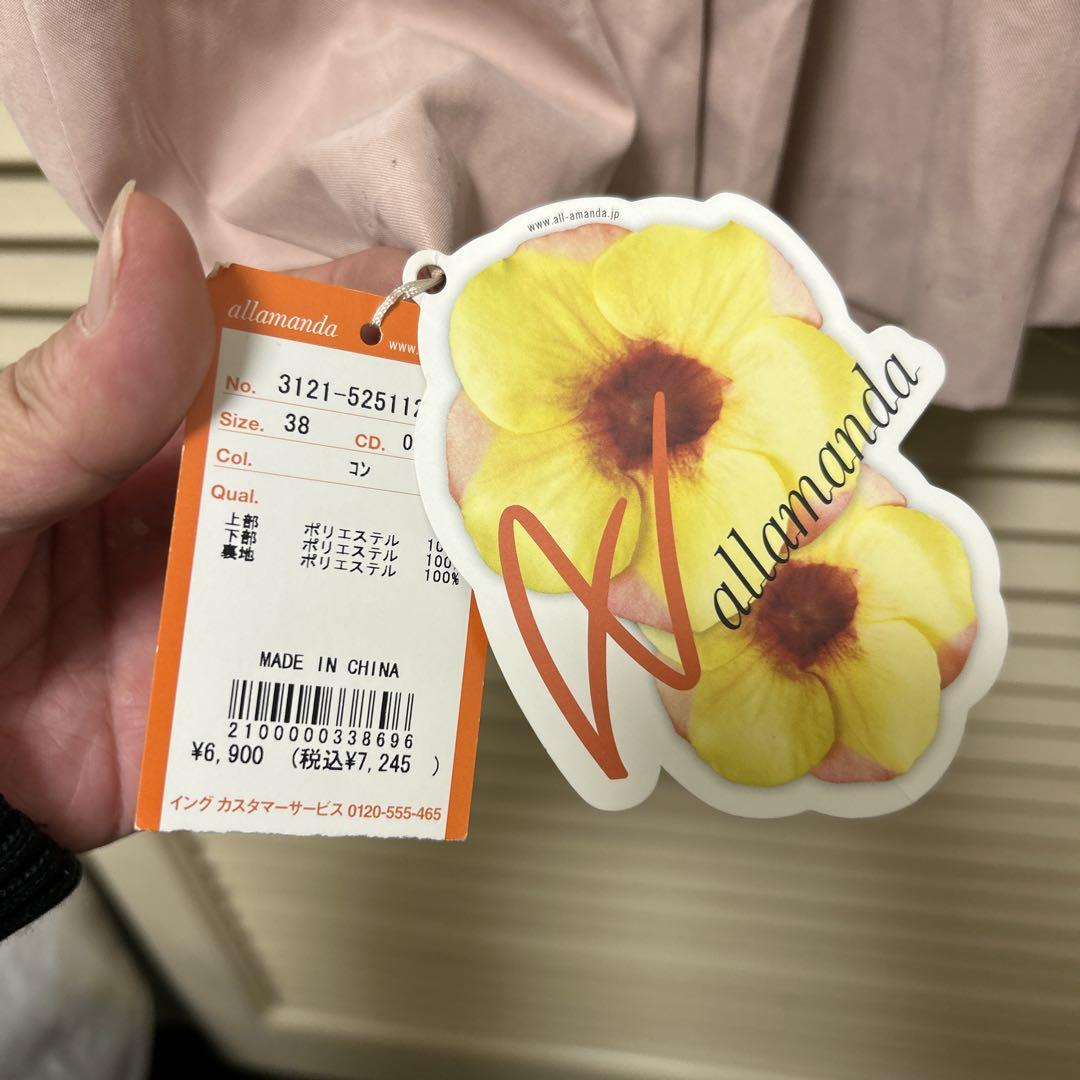 allamanda
www.
No. 3121-525112
Size. 38 CD. 0
Col. コン
Qual.
上部 ポリエステル
下部 ポリエステル 100%
裏地 ポリエステル 100%
MADE IN CHINA
2100000338696
¥6,900 (税込¥7,245 )
イング カスタマーサービス 0120-555-465
www.all-amanda.jp
allamanda